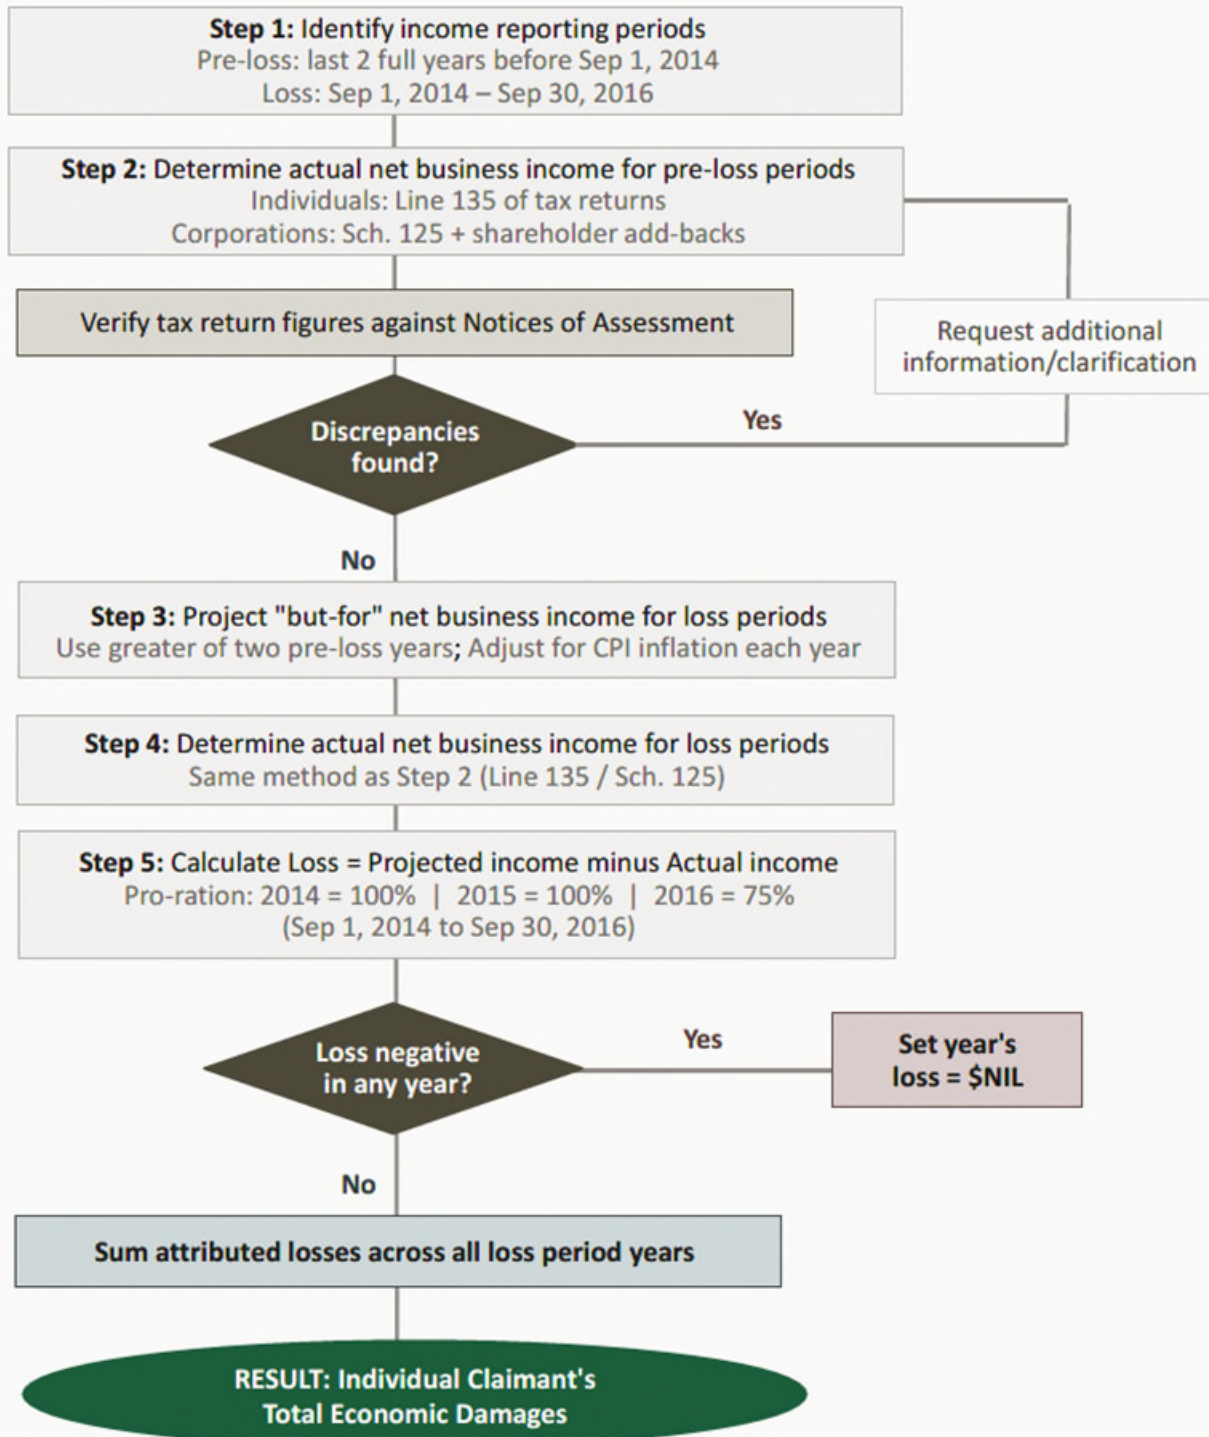 Step 1: Identify income reporting periods
Pre-loss: last 2 full years before Sep 1, 2014
Loss: Sep 1, 2014 – Sep 30, 2016
Step 2: Determine actual net business income for pre-loss periods
Individuals: Line 135 of tax returns
Corporations: Sch. 125 + shareholder add-backs
Verify tax return figures against Notices of Assessment
Request additional
information/clarification
Discrepancies
found?
Yes
No
Step 3: Project "but-for" net business income for loss periods
Use greater of two pre-loss years; Adjust for CPI inflation each year
Step 4: Determine actual net business income for loss periods
Same method as Step 2 (Line 135 / Sch. 125)
Step 5: Calculate Loss = Projected income minus Actual income
Pro-ration: 2014 = 100% | 2015 = 100% | 2016 = 75%
(Sep 1, 2014 to Sep 30, 2016)
Loss negative
in any year?
Yes
Set year's
loss = $NIL
No
Sum attributed losses across all loss period years
RESULT: Individual Claimant's
Total Economic Damages